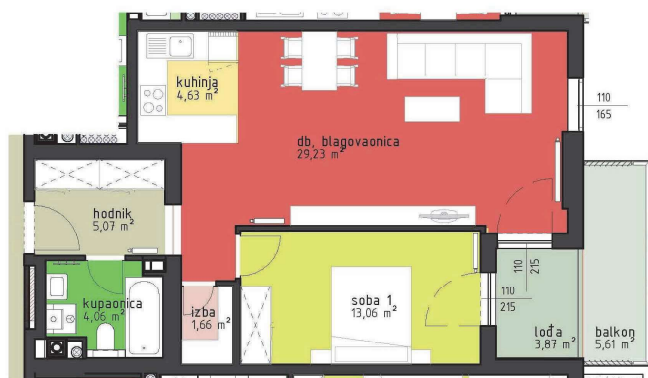 kuhinja
4,63 m²
db, blagovaonica
29,23 m²
110
165
hodnik
5,07 m²
kupaonica
4,06 m²
izba
1,66 m²
soba 1
13,06 m²
110
215
110
215
lođa
3,87 m²
balkon
5,61 m²